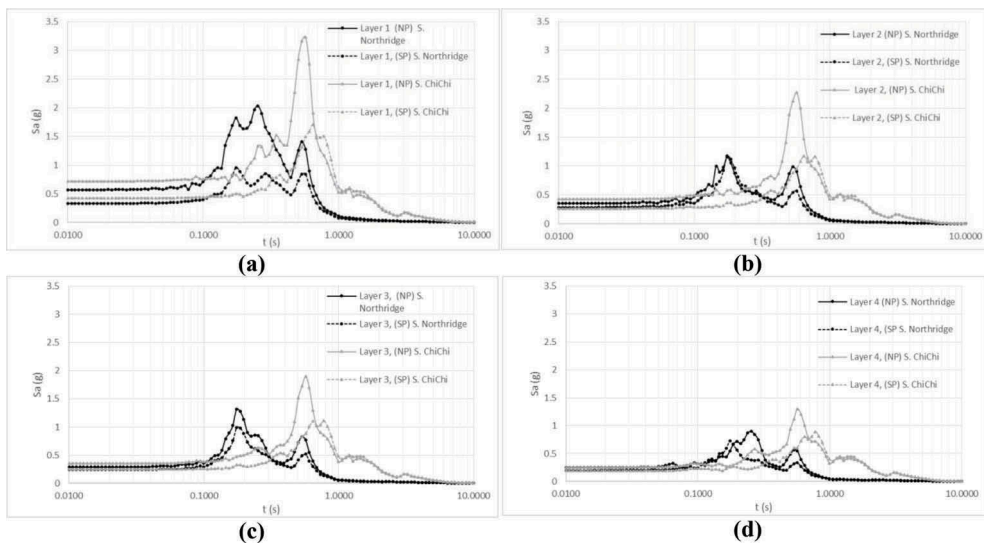 3.5
3
2.5
2
1.5
1
0.5
0
Sa (g)
0.0100 0.1000 1.0000 10.0000
t (s)
Layer 1 (NP) S.
Northridge
Layer 1, (SP) S. Northridge
Layer 1, (NP) S. ChiChi
Layer 1, (SP) S. ChiChi
(a)
3.5
3
2.5
2
1.5
1
0.5
0
Sa (g)
0.0100 0.1000 1.0000 10.0000
t (s)
Layer 2 (NP) S. Northridge
Layer 2, (SP) S. Northridge
Layer 2, (NP) S. ChiChi
Layer 2, (SP) S. ChiChi
(b)
3.5
3
2.5
2
1.5
1
0.5
0
Sa (g)
0.0100 0.1000 1.0000 10.0000
t (s)
Layer 3, (NP) S.
Northridge
Layer 3, (SP) S. Northridge
Layer 3, (NP) S. ChiChi
Layer 3, (SP) S. ChiChi
(c)
3.5
3
2.5
2
1.5
1
0.5
0
Sa (g)
0.0100 0.1000 1.0000 10.0000
t (s)
Layer 4 (NP) S. Northridge
Layer 4, (SP S. Northridge
Layer 4, (NP) S. ChiChi
Layer 4, (SP) S. ChiChi
(d)